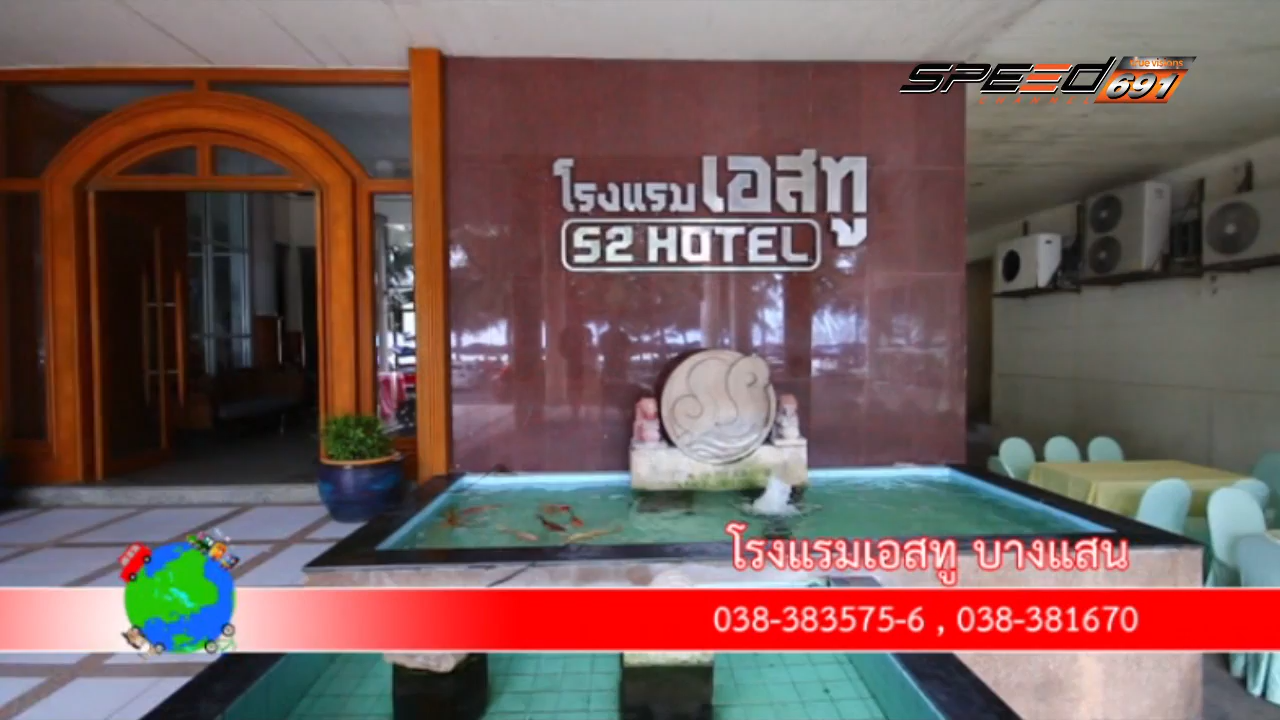 SPEED
true visions
691
CHANNEL
โรงแรมเอสทู
S2 HOTEL
โรงแรมเอสทู บางแสน
038-383575-6 , 038-381670